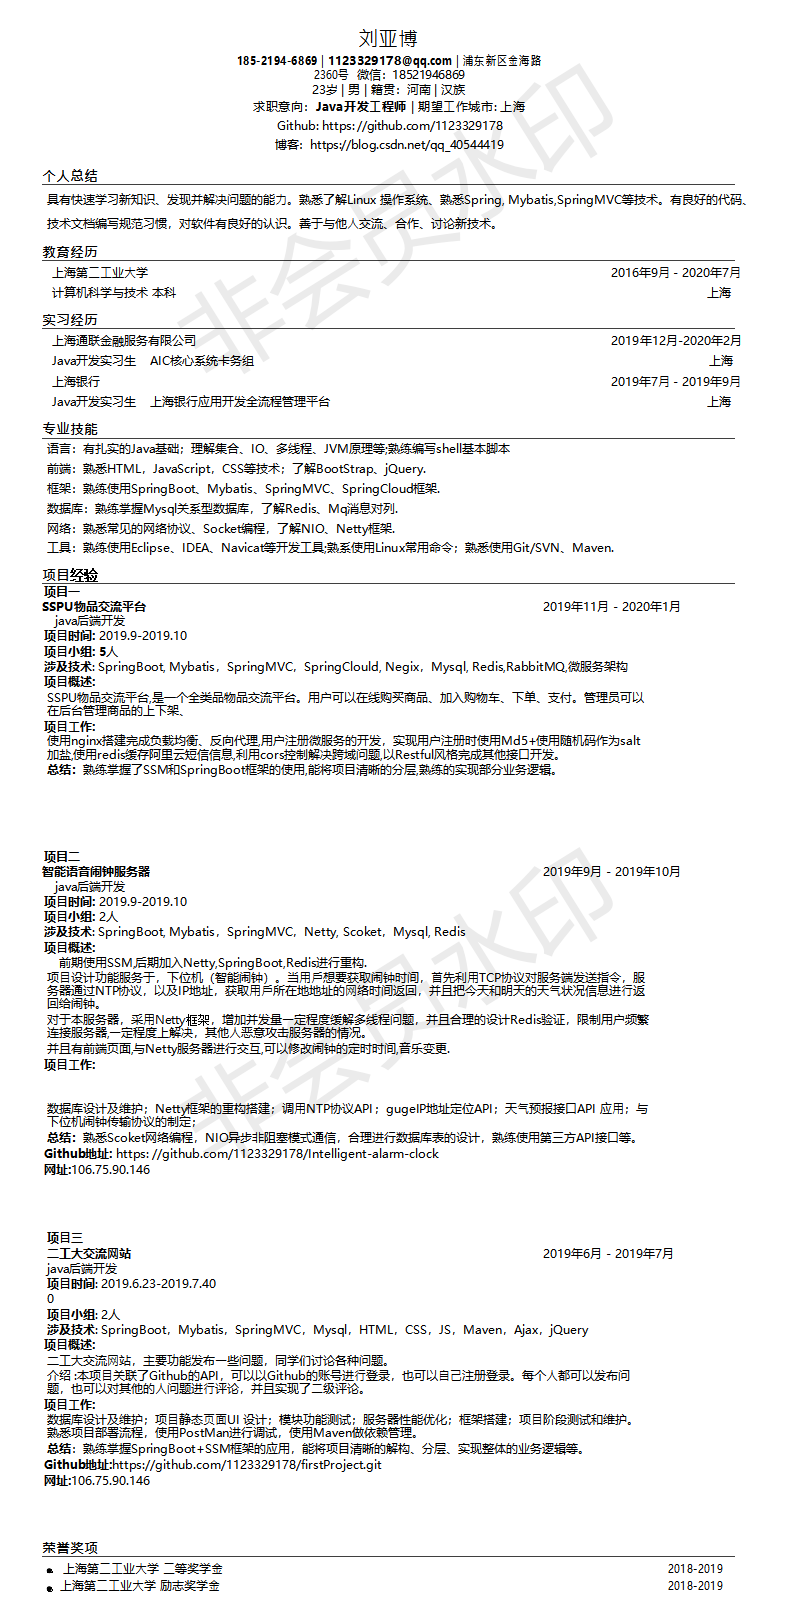 刘亚博
185-2194-6869 | 1123329178@qq.com | 浦东新区金海路
2360号 微信：18521946869
23岁 | 男 | 籍贯：河南 | 汉族
求职意向：Java开发工程师 | 期望工作城市: 上海
Github: https://github.com/1123329178
博客：https://blog.csdn.net/qq_40544419
个人总结
具有快速学习新知识、发现并解决问题的能力。熟悉了解Linux 操作系统、熟悉Spring, Mybatis,SpringMVC等技术。有良好的代码、
技术文档编写规范习惯，对软件有良好的认识。善于与他人交流、合作、讨论新技术。
教育经历
上海第二工业大学 2016年9月 - 2020年7月
计算机科学与技术 本科 上海
实习经历
上海通联金融服务有限公司 2019年12月-2020年2月
Java开发实习生 AIC核心系统卡务组 上海
上海银行 2019年7月 - 2019年9月
Java开发实习生 上海银行应用开发全流程管理平台 上海
专业技能
语言：有扎实的Java基础；理解集合、IO、多线程、JVM原理等;熟练编写shell基本脚本
前端：熟悉HTML，JavaScript，CSS等技术；了解BootStrap、jQuery.
框架：熟练使用SpringBoot、Mybatis、SpringMVC、SpringCloud框架.
数据库：熟练掌握Mysql关系型数据库，了解Redis、Mq消息对列.
网络：熟悉常见的网络协议、Socket编程，了解NIO、Netty框架.
工具：熟练使用Eclipse、IDEA、Navicat等开发工具;熟系使用Linux常用命令；熟悉使用Git/SVN、Maven.
项目经验
项目一
SSPU物品交流平台 2019年11月 - 2020年1月
java后端开发
项目时间: 2019.9-2019.10
项目小组: 5人
涉及技术: SpringBoot, Mybatis，SpringMVC，SpringClould, Negix，Mysql, Redis,RabbitMQ,微服务架构
项目概述:
SSPU物品交流平台,是一个全类品物品交流平台。用户可以在线购买商品、加入购物车、下单、支付。管理员可以
在后台管理商品的上下架、
项目工作:
使用nginx搭建完成负载均衡、反向代理,用户注册微服务的开发，实现用户注册时使用Md5+使用随机码作为salt
加盐,使用redis缓存阿里云短信信息,利用cors控制解决跨域问题,以Restful风格完成其他接口开发。
总结：熟练掌握了SSM和SpringBoot框架的使用,能将项目清晰的分层,熟练的实现部分业务逻辑。
项目二
智能语音闹钟服务器 2019年9月 - 2019年10月
java后端开发
项目时间: 2019.9-2019.10
项目小组: 2人
涉及技术: SpringBoot, Mybatis，SpringMVC，Netty, Scoket，Mysql, Redis
项目概述:
前期使用SSM,后期加入Netty,SpringBoot,Redis进行重构.
项目设计功能服务于，下位机（智能闹钟）。当用戶想要获取闹钟时间，首先利用TCP协议对服务端发送指令，服
务器通过NTP协议，以及IP地址，获取用戶所在地地址的网络时间返回，并且把今天和明天的天气状况信息进行返
回给闹钟。
对于本服务器，采用Netty框架，增加并发量一定程度缓解多线程问题，并且合理的设计Redis验证，限制用户频繁
连接服务器,一定程度上解决，其他人恶意攻击服务器的情况。
并且有前端页面,与Netty服务器进行交互,可以修改闹钟的定时时间,音乐变更.
项目工作:
数据库设计及维护；Netty框架的重构搭建；调用NTP协议API；gugeIP地址定位API；天气预报接口API 应用；与
下位机闹钟传输协议的制定；
总结：熟悉Scoket网络编程，NIO异步非阻塞模式通信，合理进行数据库表的设计，熟练使用第三方API接口等。
Github地址: https: //github.com/1123329178/Intelligent-alarm-clock
网址:106.75.90.146
项目三
二工大交流网站 2019年6月 - 2019年7月
java后端开发
项目时间: 2019.6.23-2019.7.40
0
项目小组: 2人
涉及技术: SpringBoot，Mybatis，SpringMVC，Mysql，HTML，CSS，JS，Maven，Ajax，jQuery
项目概述:
二工大交流网站，主要功能发布一些问题，同学们讨论各种问题。
介绍 :本项目关联了Github的API，可以以Github的账号进行登录，也可以自己注册登录。每个人都可以发布问
题，也可以对其他的人问题进行评论，并且实现了二级评论。
项目工作:
数据库设计及维护；项目静态页面UI 设计；模块功能测试；服务器性能优化；框架搭建；项目阶段测试和维护。
熟悉项目部署流程，使用PostMan进行调试，使用Maven做依赖管理。
总结：熟练掌握SpringBoot+SSM框架的应用，能将项目清晰的解构、分层、实现整体的业务逻辑等。
Github地址:https://github.com/1123329178/firstProject.git
网址:106.75.90.146
荣誉奖项
上海第二工业大学 二等奖学金 2018-2019
上海第二工业大学 励志奖学金 2018-2019
非会员水印
非会员水印